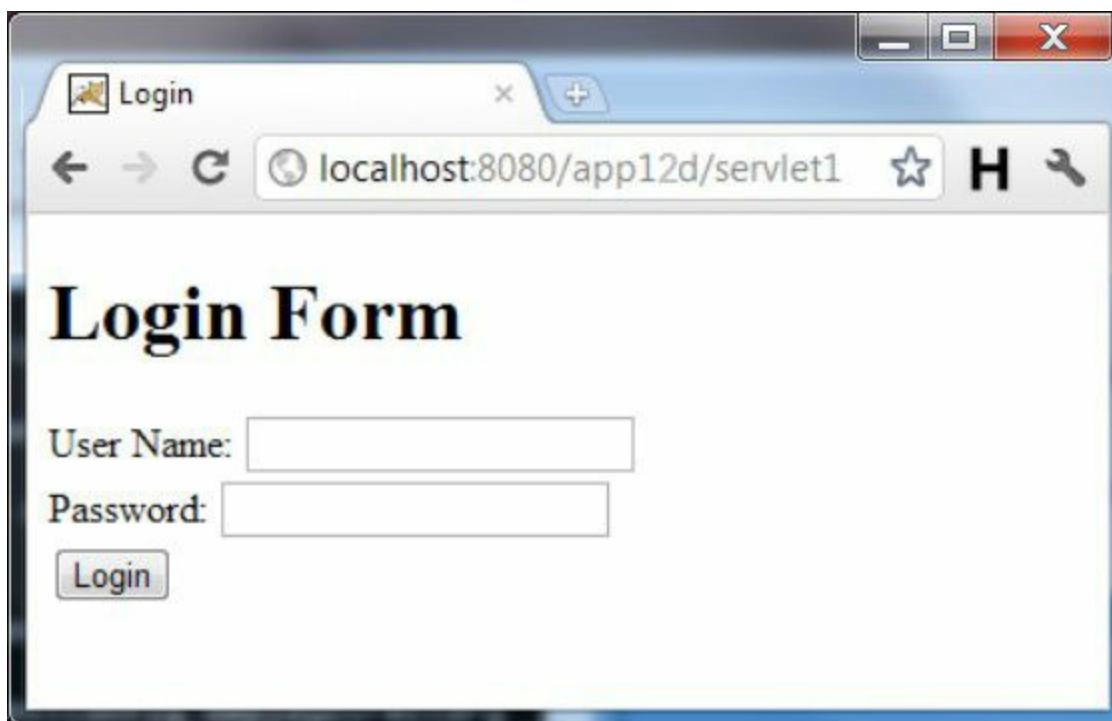 Login
localhost:8080/app12d/servlet1 H
Login Form
User Name:
Password:
Login